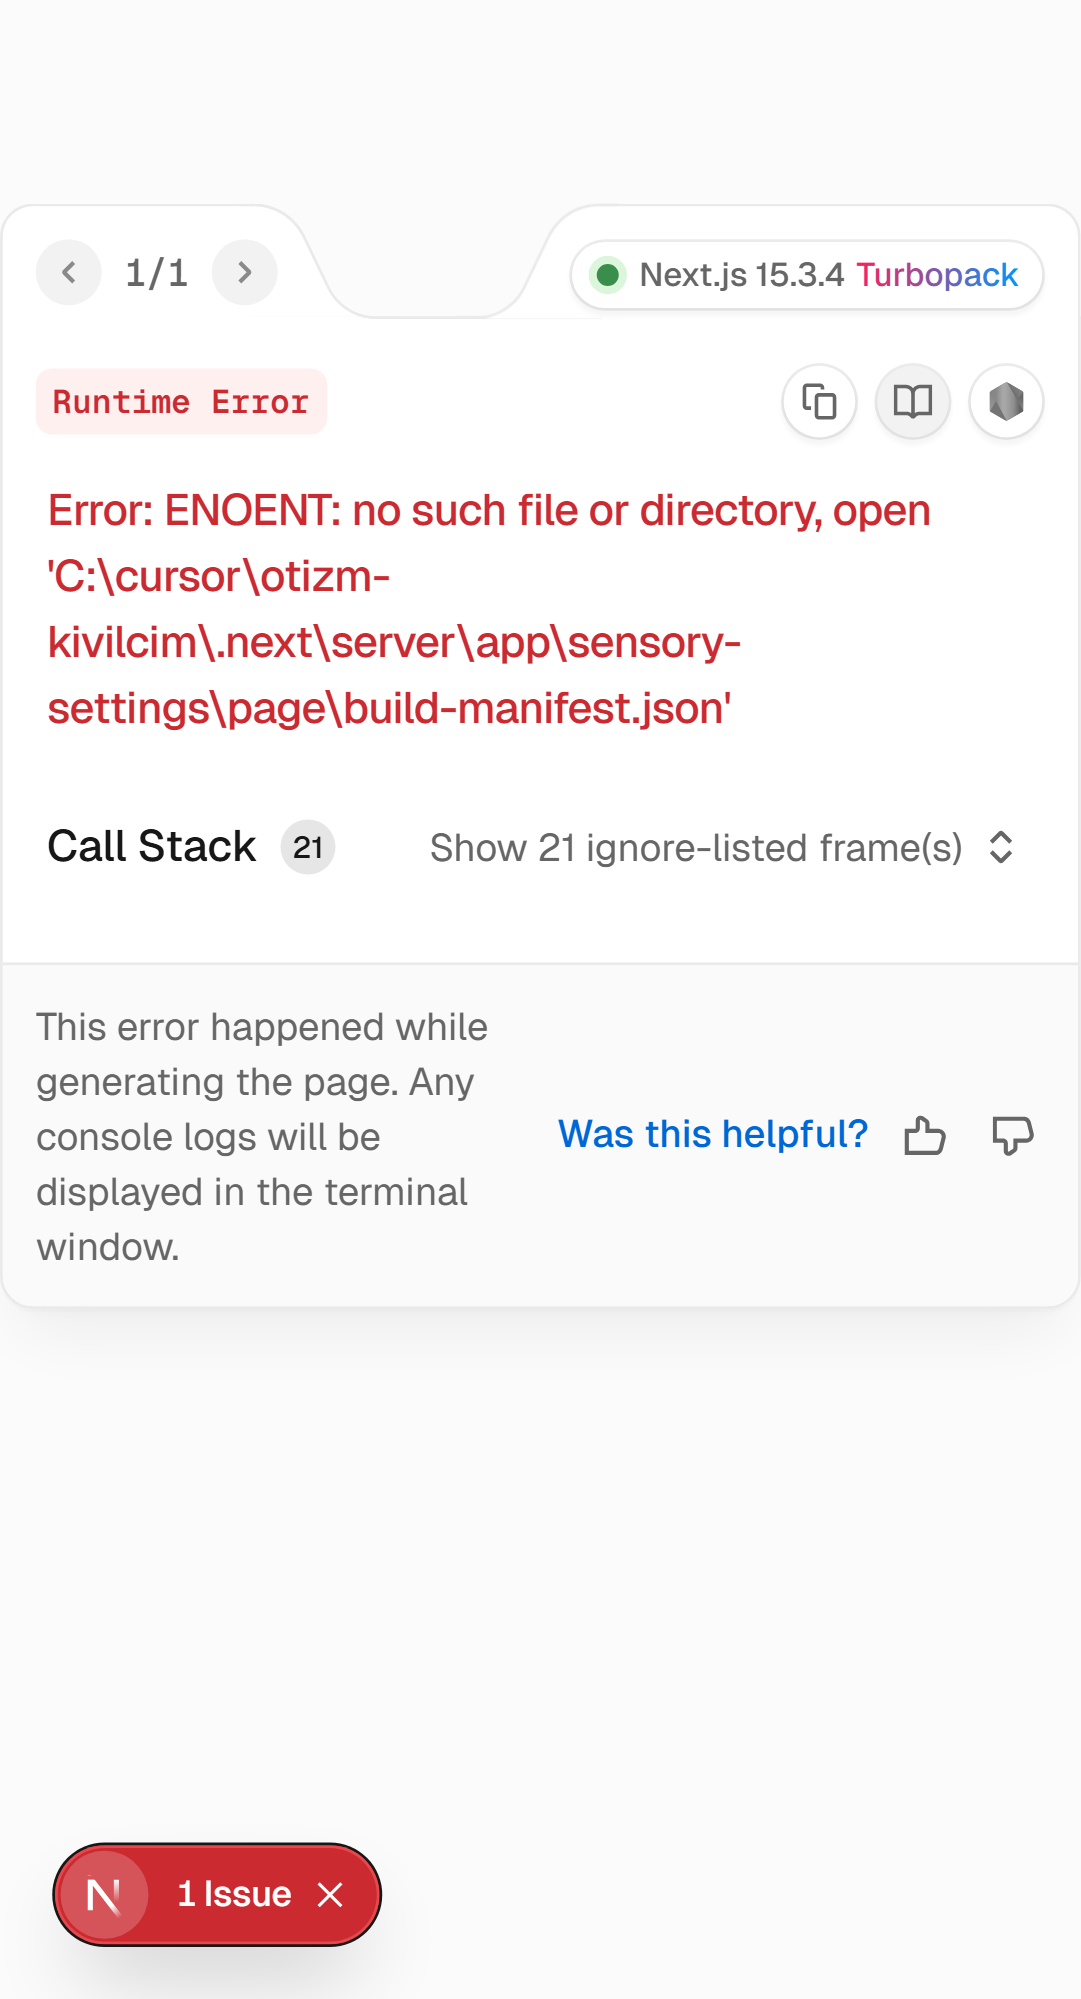 1/1
Next.js 15.3.4 Turbopack
Runtime Error
Error: ENOENT: no such file or directory, open
'C:\cursor\otizm-
kivilcim\.next\server\app\sensory-
settings\page\build-manifest.json'
Call Stack 21
Show 21 ignore-listed frame(s)
This error happened while
generating the page. Any
console logs will be
displayed in the terminal
window.
Was this helpful?
N 1 Issue